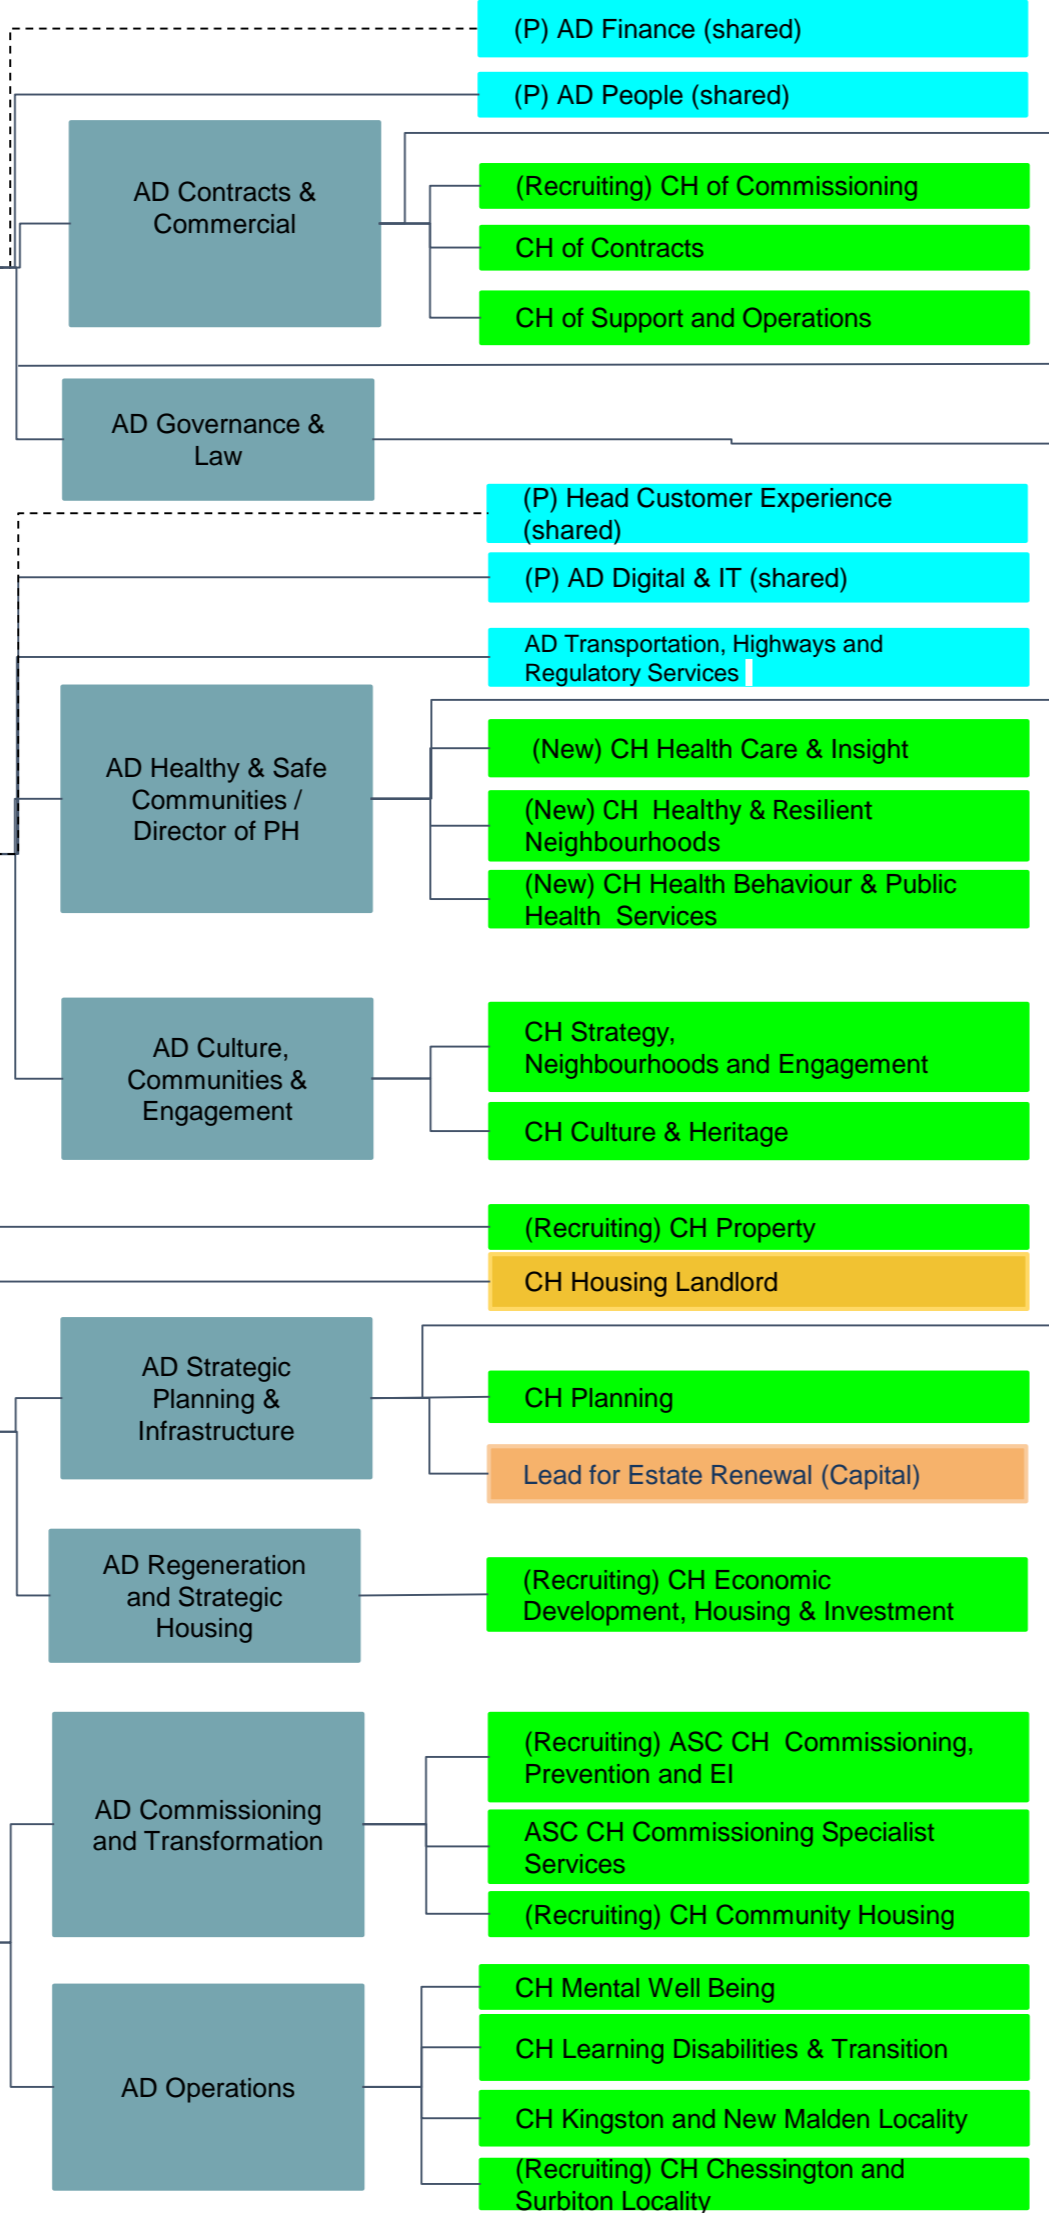 (P) AD Finance (shared)
(P) AD People (shared)
AD Contracts &
Commercial
(Recruiting) CH of Commissioning
CH of Contracts
CH of Support and Operations
AD Governance &
Law
(P) Head Customer Experience
(shared)
(P) AD Digital & IT (shared)
AD Transportation, Highways and
Regulatory Services
AD Healthy & Safe
Communities /
Director of PH
(New) CH Health Care & Insight
(New) CH Healthy & Resilient
Neighbourhoods
(New) CH Health Behaviour & Public
Health Services
AD Culture,
Communities &
Engagement
CH Strategy,
Neighbourhoods and Engagement
CH Culture & Heritage
(Recruiting) CH Property
CH Housing Landlord
AD Strategic
Planning &
Infrastructure
CH Planning
Lead for Estate Renewal (Capital)
AD Regeneration
and Strategic
Housing
(Recruiting) CH Economic
Development, Housing & Investment
AD Commissioning
and Transformation
(Recruiting) ASC CH Commissioning,
Prevention and EI
ASC CH Commissioning Specialist
Services
(Recruiting) CH Community Housing
AD Operations
CH Mental Well Being
CH Learning Disabilities & Transition
CH Kingston and New Malden Locality
(Recruiting) CH Chessington and
Surbiton Locality